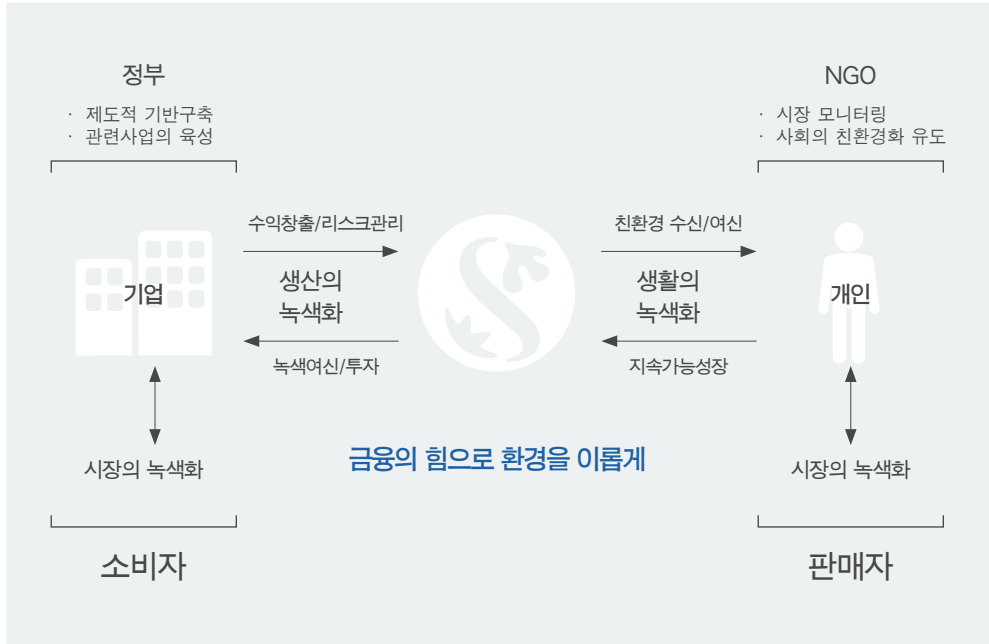 정부
· 제도적 기반구축
· 관련사업의 육성
NGO
· 시장 모니터링
· 사회의 친환경화 유도
기업
수익창출/리스크관리
생산의
녹색화
녹색여신/투자
친환경 수신/여신
생활의
녹색화
지속가능성장
개인
시장의 녹색화
금융의 힘으로 환경을 이롭게
시장의 녹색화
소비자
판매자